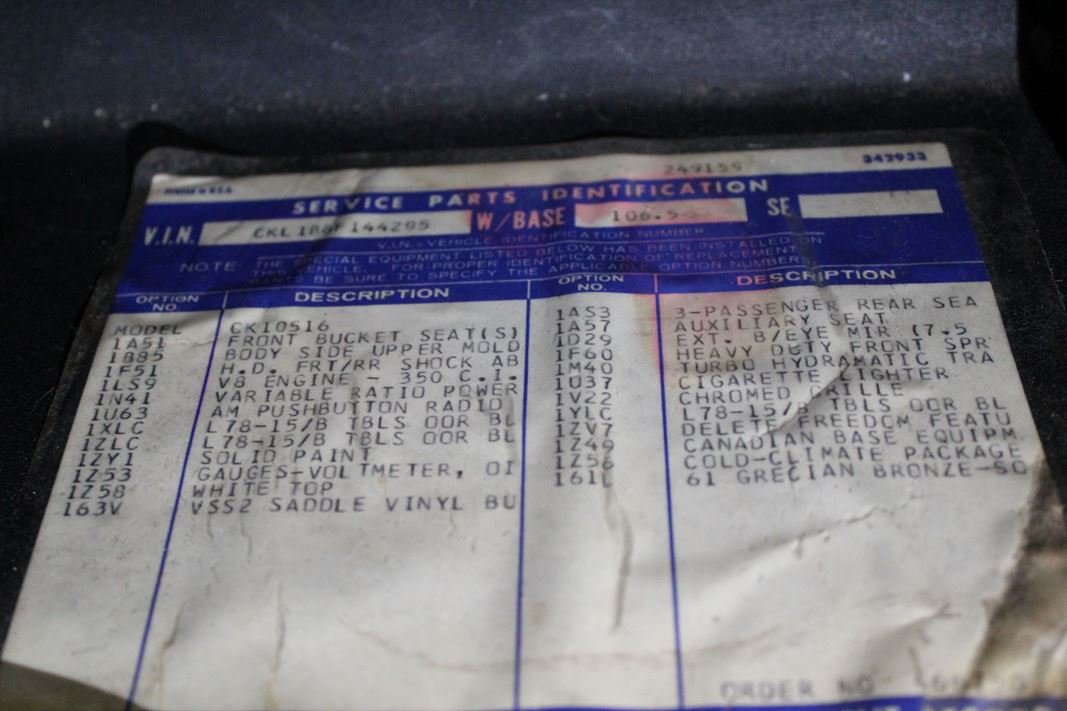 249159 342933
SERVICE PARTS IDENTIFICATION
V.I.N. CKL186F144205 W/BASE 106.5 SE
V.I.N. - VEHICLE IDENTIFICATION NUMBER
NOTE THE SPECIAL EQUIPMENT LISTED BELOW HAS BEEN INSTALLED ON
THIS VEHICLE. FOR PROPER IDENTIFICATION OF REPLACEMENT
PARTS BE SURE TO SPECIFY THE APPLICABLE OPTION NUMBER
OPTION NO. DESCRIPTION
MODEL CK10516
1A51 FRONT BUCKET SEAT(S)
1B85 BODY SIDE UPPER MOLD
1F51 H.D. FRT/RR SHOCK AB
1LS9 V8 ENGINE - 350 C.I.
1N41 VARIABLE RATIO POWER
1U63 AM PUSHBUTTON RADIO
1XLC L78-15/B TBLS OOR BL
1ZLC L78-15/B TBLS OOR BL
1ZY1 SOLID PAINT
1Z53 GAUGES-VOLTMETER, OI
1Z58 WHITE TOP
163V VSS2 SADDLE VINYL BU
OPTION NO. DESCRIPTION
1AS3 3-PASSENGER REAR SEA
1A57 AUXILIARY SEAT
1D29 EXT. B/EYE MIR (7.5
1F60 HEAVY DUTY FRONT SPR
1M40 TURBO HYDRAMATIC TRA
1U37 CIGARETTE LIGHTER
1V22 CHROMED GRILLE
1YLC L78-15/B TBLS OOR BL
1ZV7 DELETE FREEDOM FEATU
1Z49 CANADIAN BASE EQUIPM
1Z56 COLD-CLIMATE PACKAGE
161L 61 GRECIAN BRONZE-SO
ORDER NO